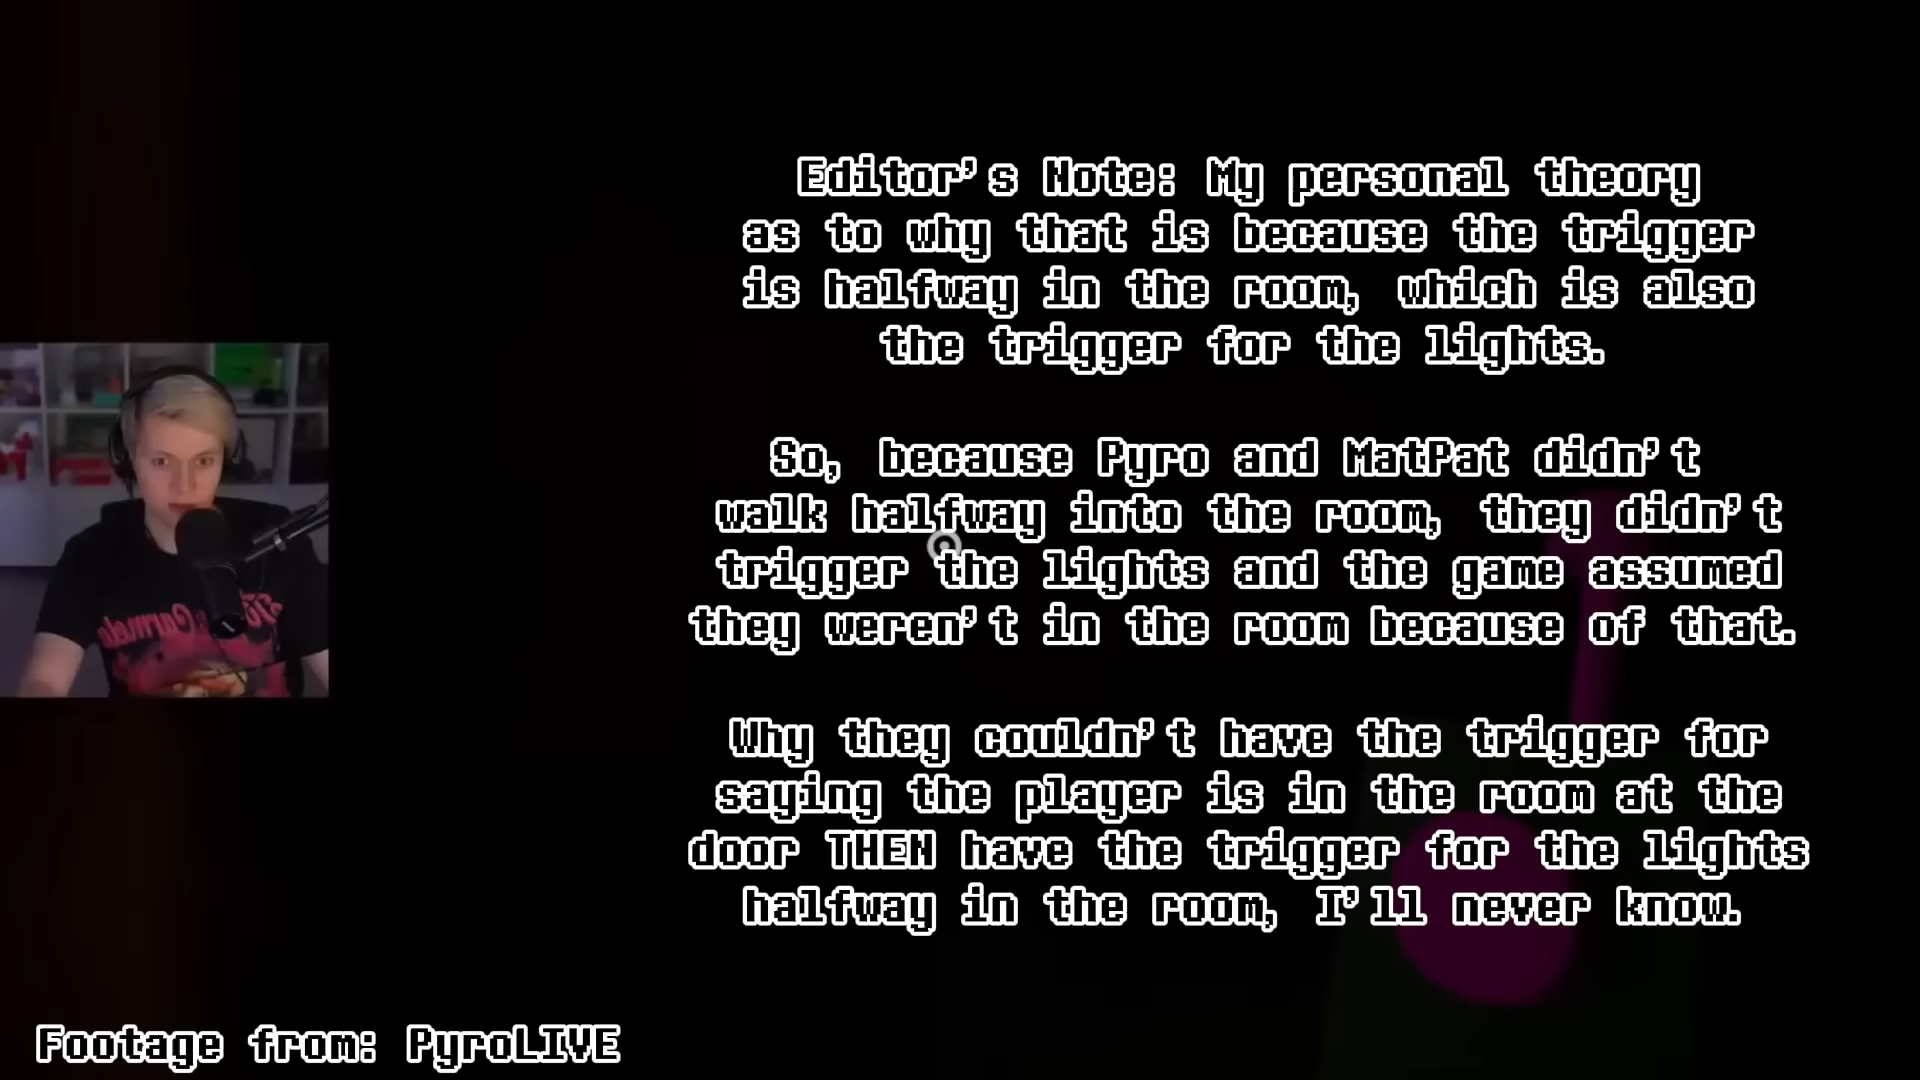 Editor's Note: My personal theory
as to why that is because the trigger
is halfway in the room, which is also
the trigger for the lights.
So, because Pyro and MatPat didn't
walk halfway into the room, they didn't
trigger the lights and the game assumed
they weren't in the room because of that.
Why they couldn't have the trigger for
saying the player is in the room at the
door THEN have the trigger for the lights
halfway in the room, I'll never know.
Footage from: PyroLIVE